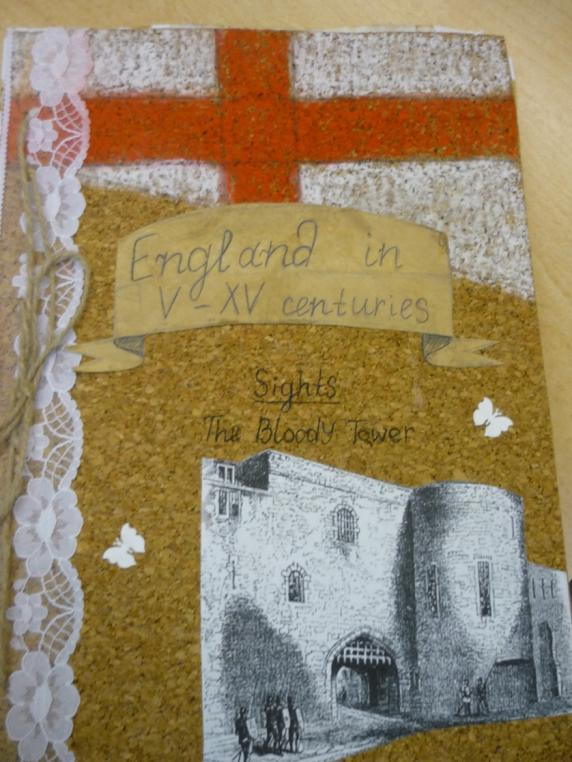 England in
V - XV centuries
Sights
The Bloody Tower